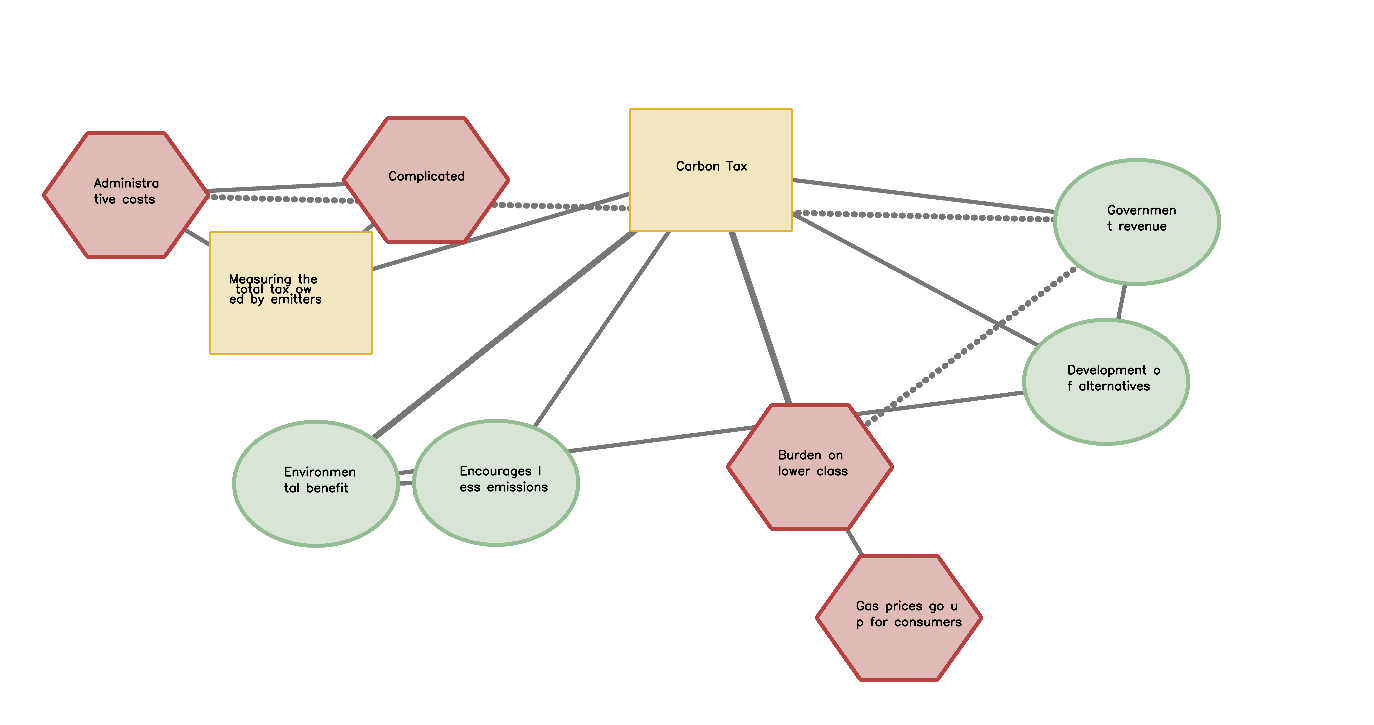 Carbon Tax
Administra
tive costs
Complicated
Governmen
t revenue
Measuring the
total tax ow
ed by emitters
Development o
f alternatives
Burden on
lower class
Environmen
tal benefit
Encourages l
ess emissions
Gas prices go u
p for consumers